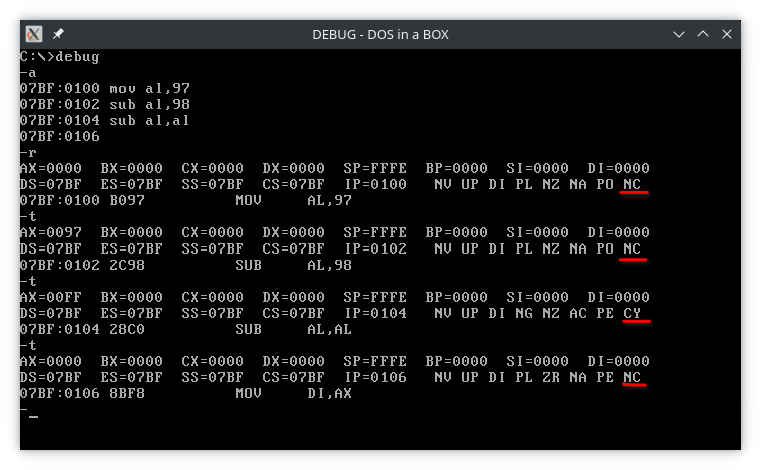 DEBUG - DOS in a BOX
C:\>debug
-a
07BF:0100 mov al,97
07BF:0102 sub al,98
07BF:0104 sub al,al
07BF:0106
-r
AX=0000  BX=0000  CX=0000  DX=0000  SP=FFFE  BP=0000  SI=0000  DI=0000
DS=07BF  ES=07BF  SS=07BF  CS=07BF  IP=0100   NV UP DI PL NZ NA PO NC
07BF:0100 B097          MOV     AL,97
-t
AX=0097  BX=0000  CX=0000  DX=0000  SP=FFFE  BP=0000  SI=0000  DI=0000
DS=07BF  ES=07BF  SS=07BF  CS=07BF  IP=0102   NV UP DI PL NZ NA PO NC
07BF:0102 2C98          SUB     AL,98
-t
AX=00FF  BX=0000  CX=0000  DX=0000  SP=FFFE  BP=0000  SI=0000  DI=0000
DS=07BF  ES=07BF  SS=07BF  CS=07BF  IP=0104   NV UP DI NG NZ AC PE CY
07BF:0104 28C0          SUB     AL,AL
-t
AX=0000  BX=0000  CX=0000  DX=0000  SP=FFFE  BP=0000  SI=0000  DI=0000
DS=07BF  ES=07BF  SS=07BF  CS=07BF  IP=0106   NV UP DI PL ZR NA PE NC
07BF:0106 8BF8          MOV     DI,AX
-_